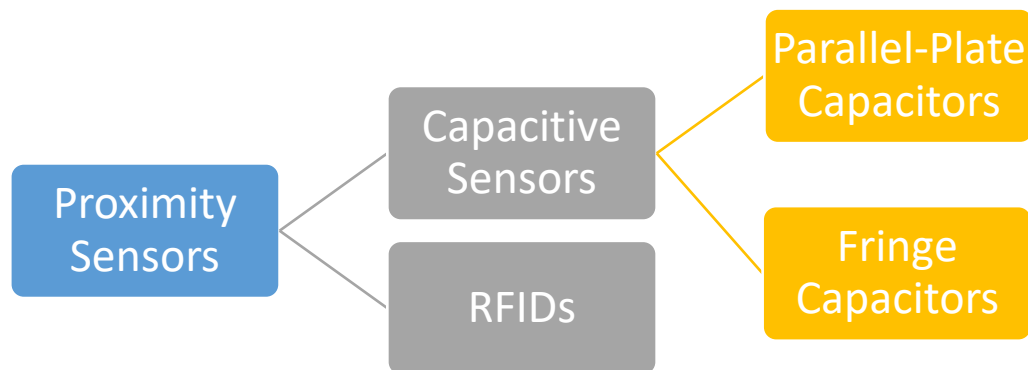 Proximity
Sensors
Capacitive
Sensors
RFIDs
Parallel-Plate
Capacitors
Fringe
Capacitors